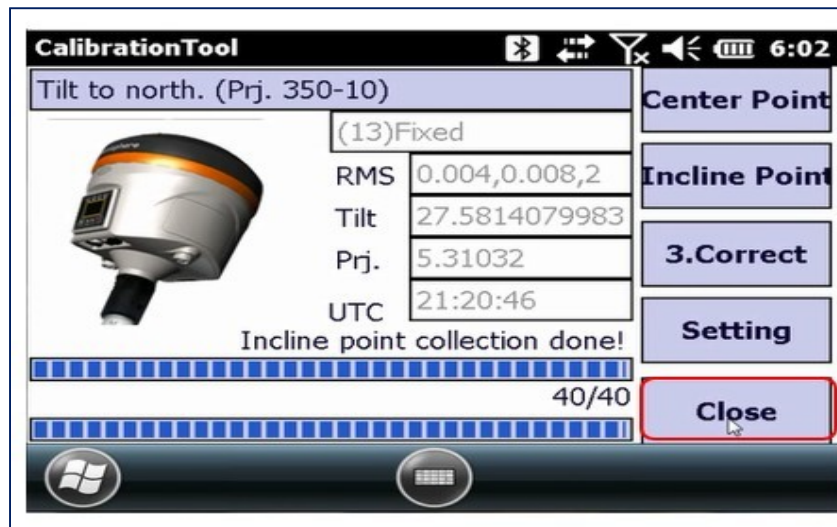 CalibrationTool 6:02
Tilt to north. (Prj. 350-10)
(13)Fixed
RMS 0.004,0.008,2
Tilt 27.5814079983
Prj. 5.31032
UTC 21:20:46
Incline point collection done!
40/40
Center Point
Incline Point
3.Correct
Setting
Close